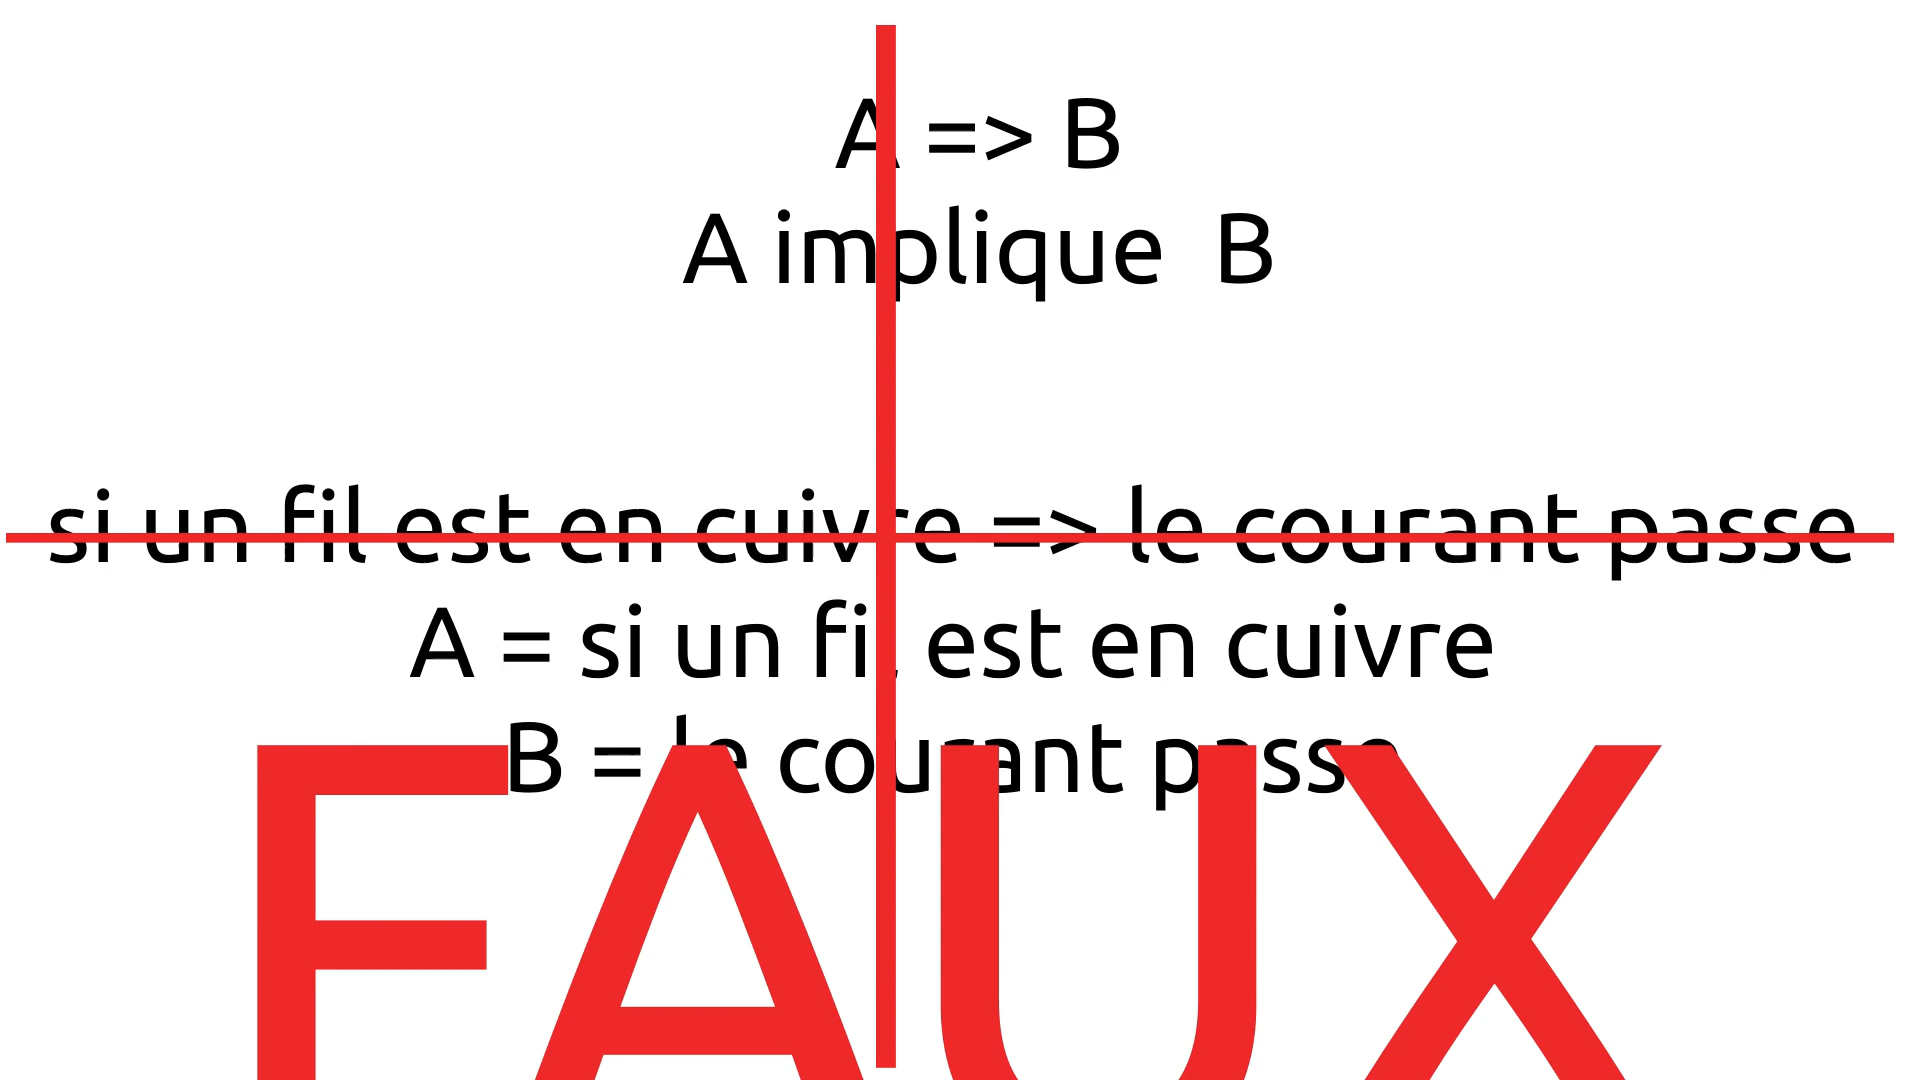 A => B
A implique B
si un fil est en cuivre => le courant passe
A = si un fil est en cuivre
B = le courant passe
FAUX